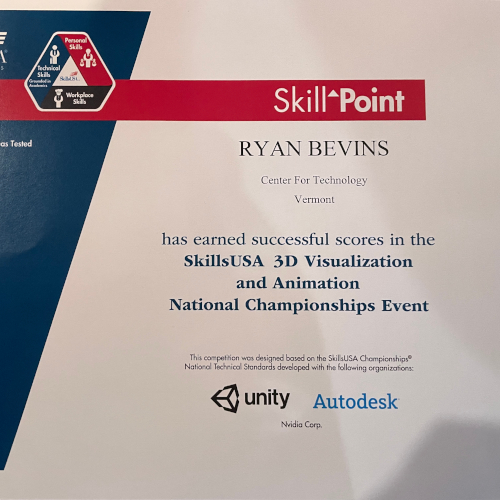 Personal
Skills
Technical
Skills
Grounded in
Academics
SkillsUSA
Workplace
Skills
Skill Point
Tested
RYAN BEVINS
Center For Technology
Vermont
has earned successful scores in the
SkillsUSA 3D Visualization
and Animation
National Championships Event
This competition was designed based on the SkillsUSA Championships®
National Technical Standards developed with the following organizations:
unity Autodesk
Nvidia Corp.